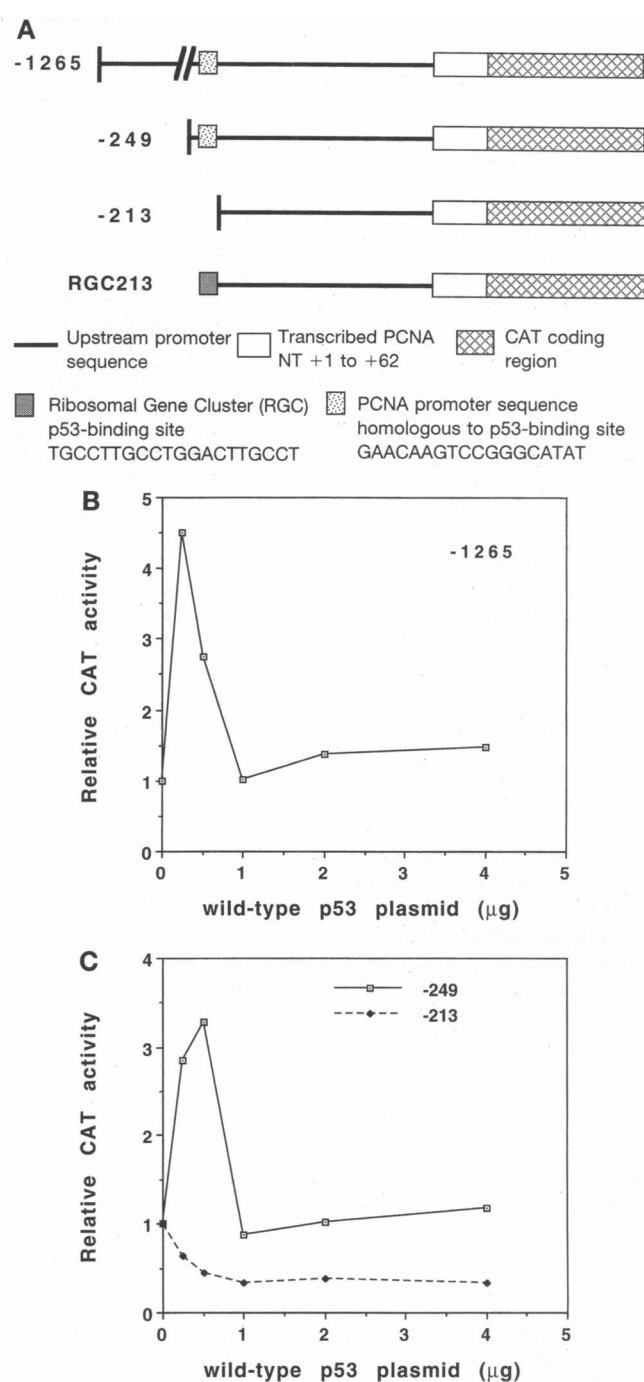 A
-1265
-249
-213
RGC213
Upstream promoter sequence
Transcribed PCNA NT +1 to +62
CAT coding region
Ribosomal Gene Cluster (RGC) p53-binding site TGCCTTGCCTGGACTTGCCT
PCNA promoter sequence homologous to p53-binding site GAACAAGTCCGGGCATAT
B
Relative CAT activity
5
4
3
2
1
0
-1265
0 1 2 3 4 5
wild-type p53 plasmid (µg)
C
Relative CAT activity
4
3
2
1
0
-249
-213
0 1 2 3 4 5
wild-type p53 plasmid (µg)